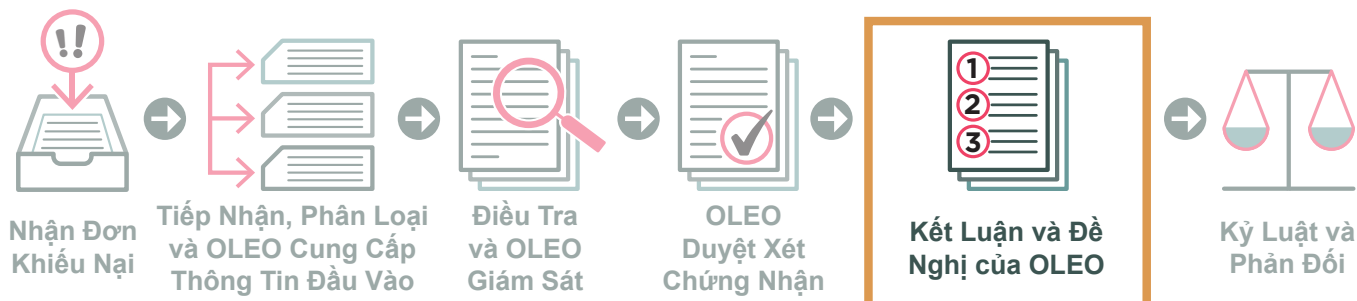 !!
1
2
3
Nhận Đơn
Khiếu Nại
Tiếp Nhận, Phân Loại
và OLEO Cung Cấp
Thông Tin Đầu Vào
Điều Tra
và OLEO
Giám Sát
OLEO
Duyệt Xét
Chứng Nhận
Kết Luận và Đề
Nghị của OLEO
Kỷ Luật và
Phản Đối